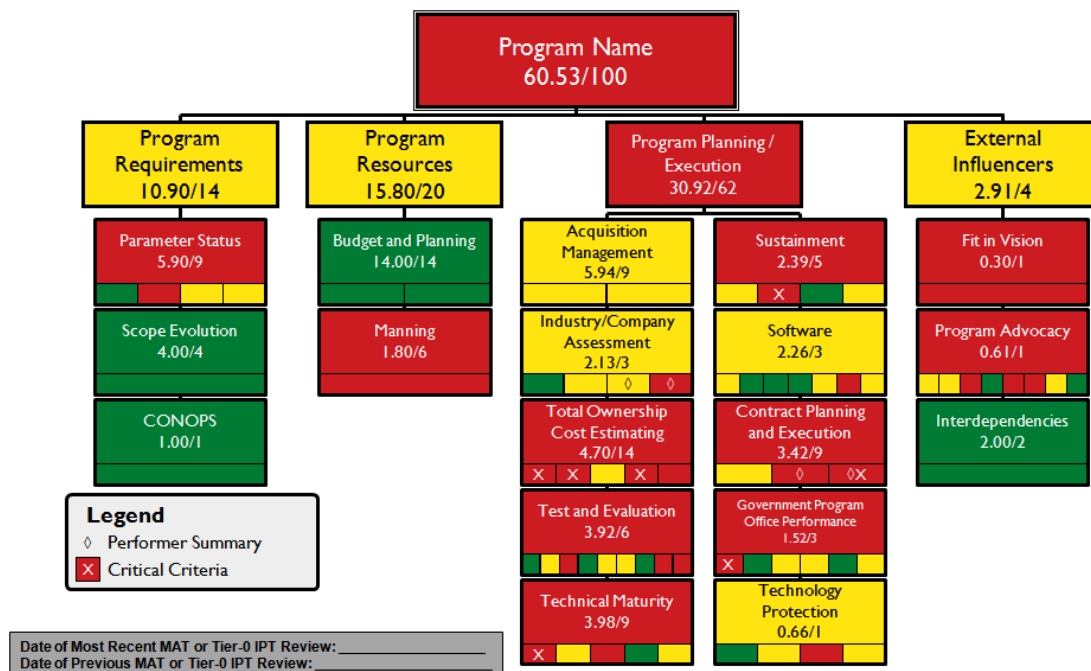 Program Name
60.53/100
Program
Requirements
10.90/14
Program
Resources
15.80/20
Program Planning /
Execution
30.92/62
External
Influencers
2.91/4
Parameter Status
5.90/9
Scope Evolution
4.00/4
CONOPS
1.00/1
Budget and Planning
14.00/14
Manning
1.80/6
Acquisition
Management
5.94/9
Industry/Company
Assessment
2.13/3
◊ ◊
Total Ownership
Cost Estimating
4.70/14
X X X
Test and Evaluation
3.92/6
Technical Maturity
3.98/9
X
Sustainment
2.39/5
X
Software
2.26/3
Contract Planning
and Execution
3.42/9
◊ ◊X
Government Program
Office Performance
1.52/3
X
Technology
Protection
0.66/1
Fit in Vision
0.30/1
Program Advocacy
0.61/1
Interdependencies
2.00/2
Legend
◊ Performer Summary
X Critical Criteria
Date of Most Recent MAT or Tier-0 IPT Review: ____________________
Date of Previous MAT or Tier-0 IPT Review: ____________________